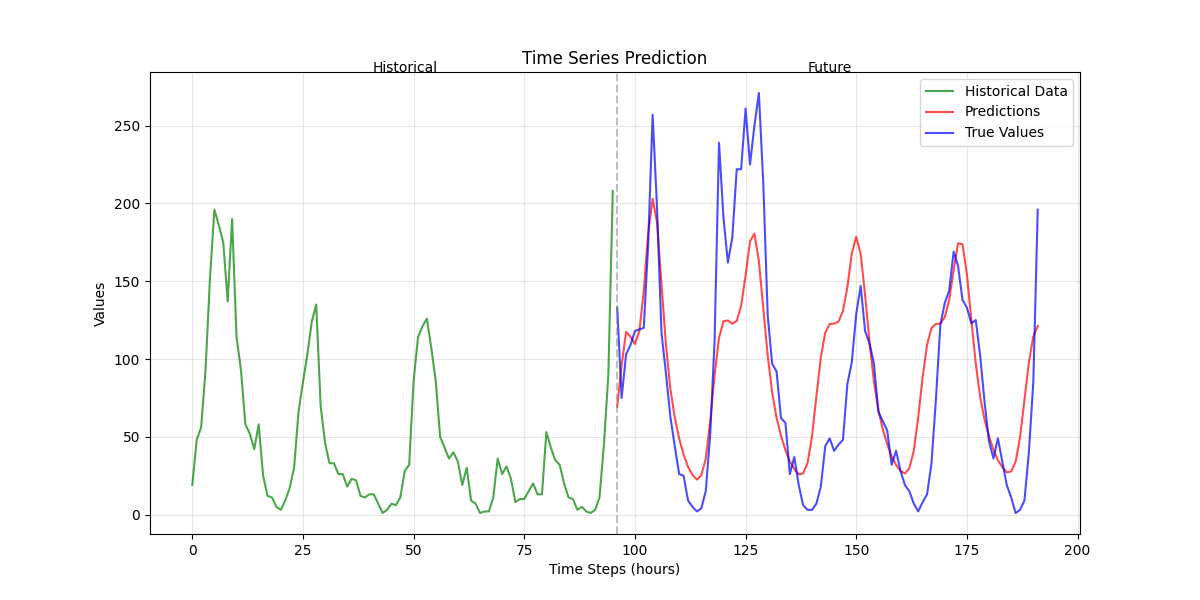 Time Series Prediction
Historical
Future
Historical Data
Predictions
True Values
Values
250
200
150
100
50
0
0
25
50
75
100
125
150
175
200
Time Steps (hours)